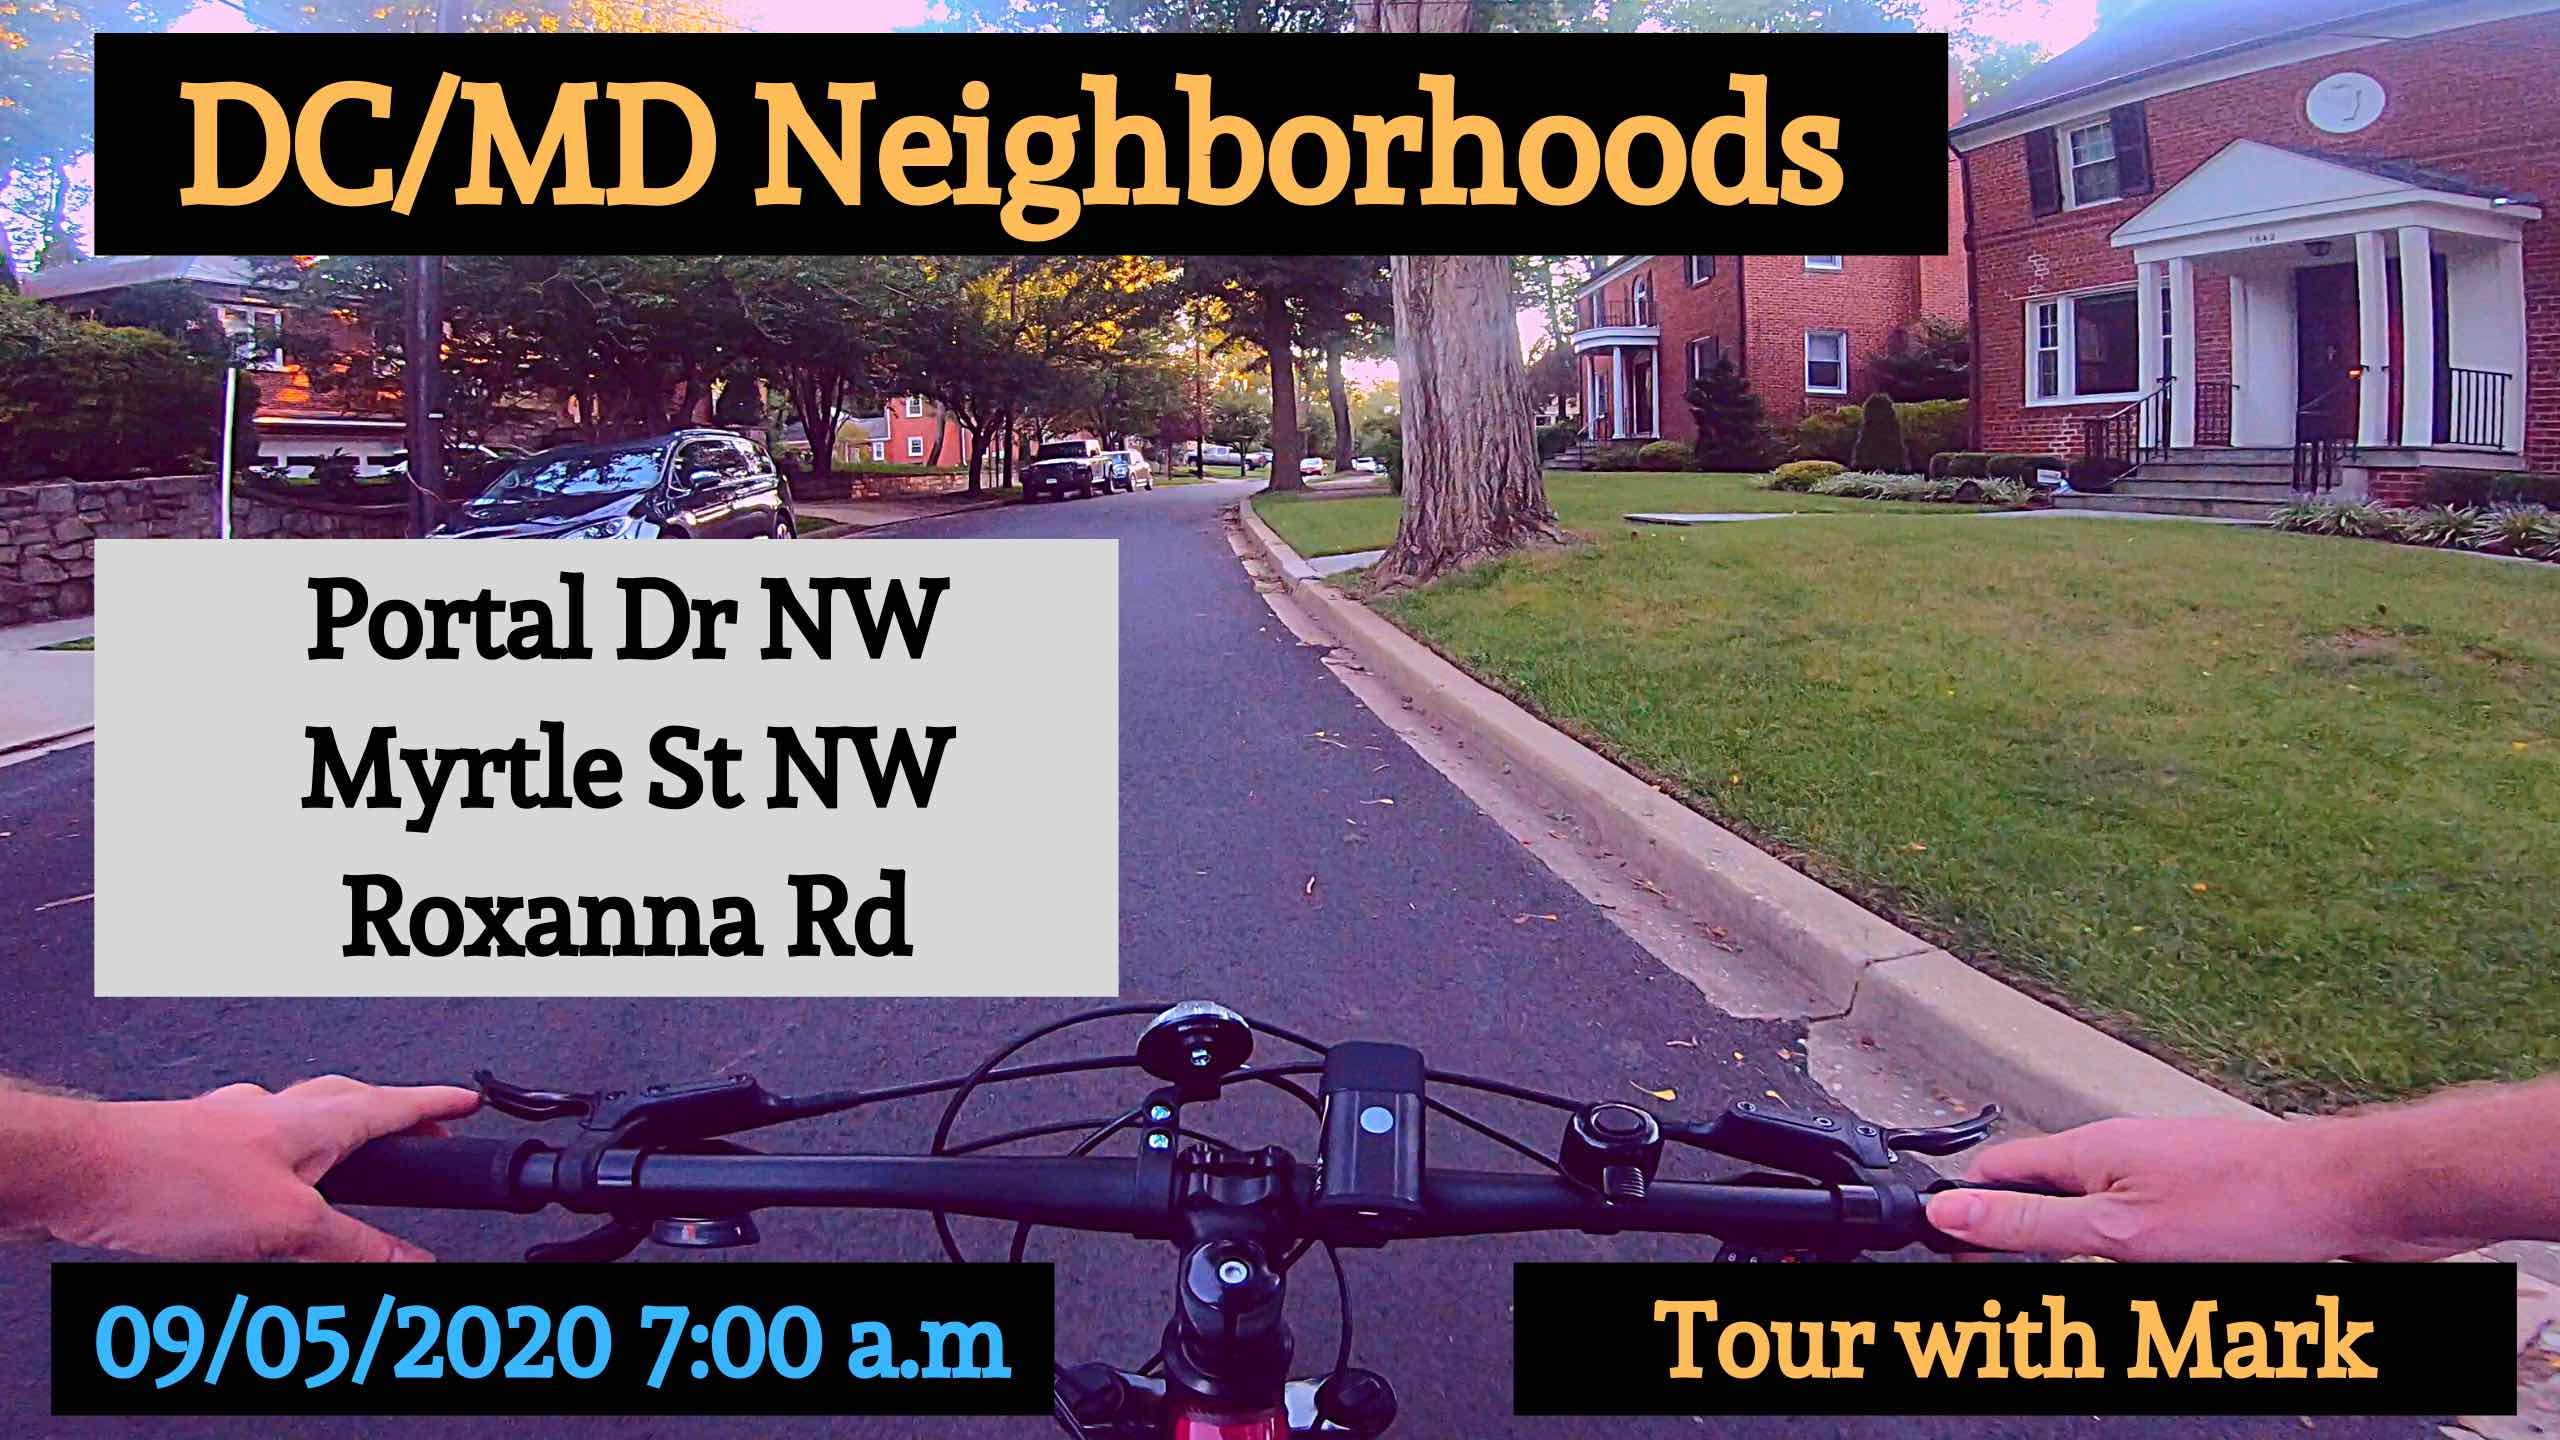 DC/MD Neighborhoods
Portal Dr NW
Myrtle St NW
Roxanna Rd
09/05/2020 7:00 a.m
Tour with Mark